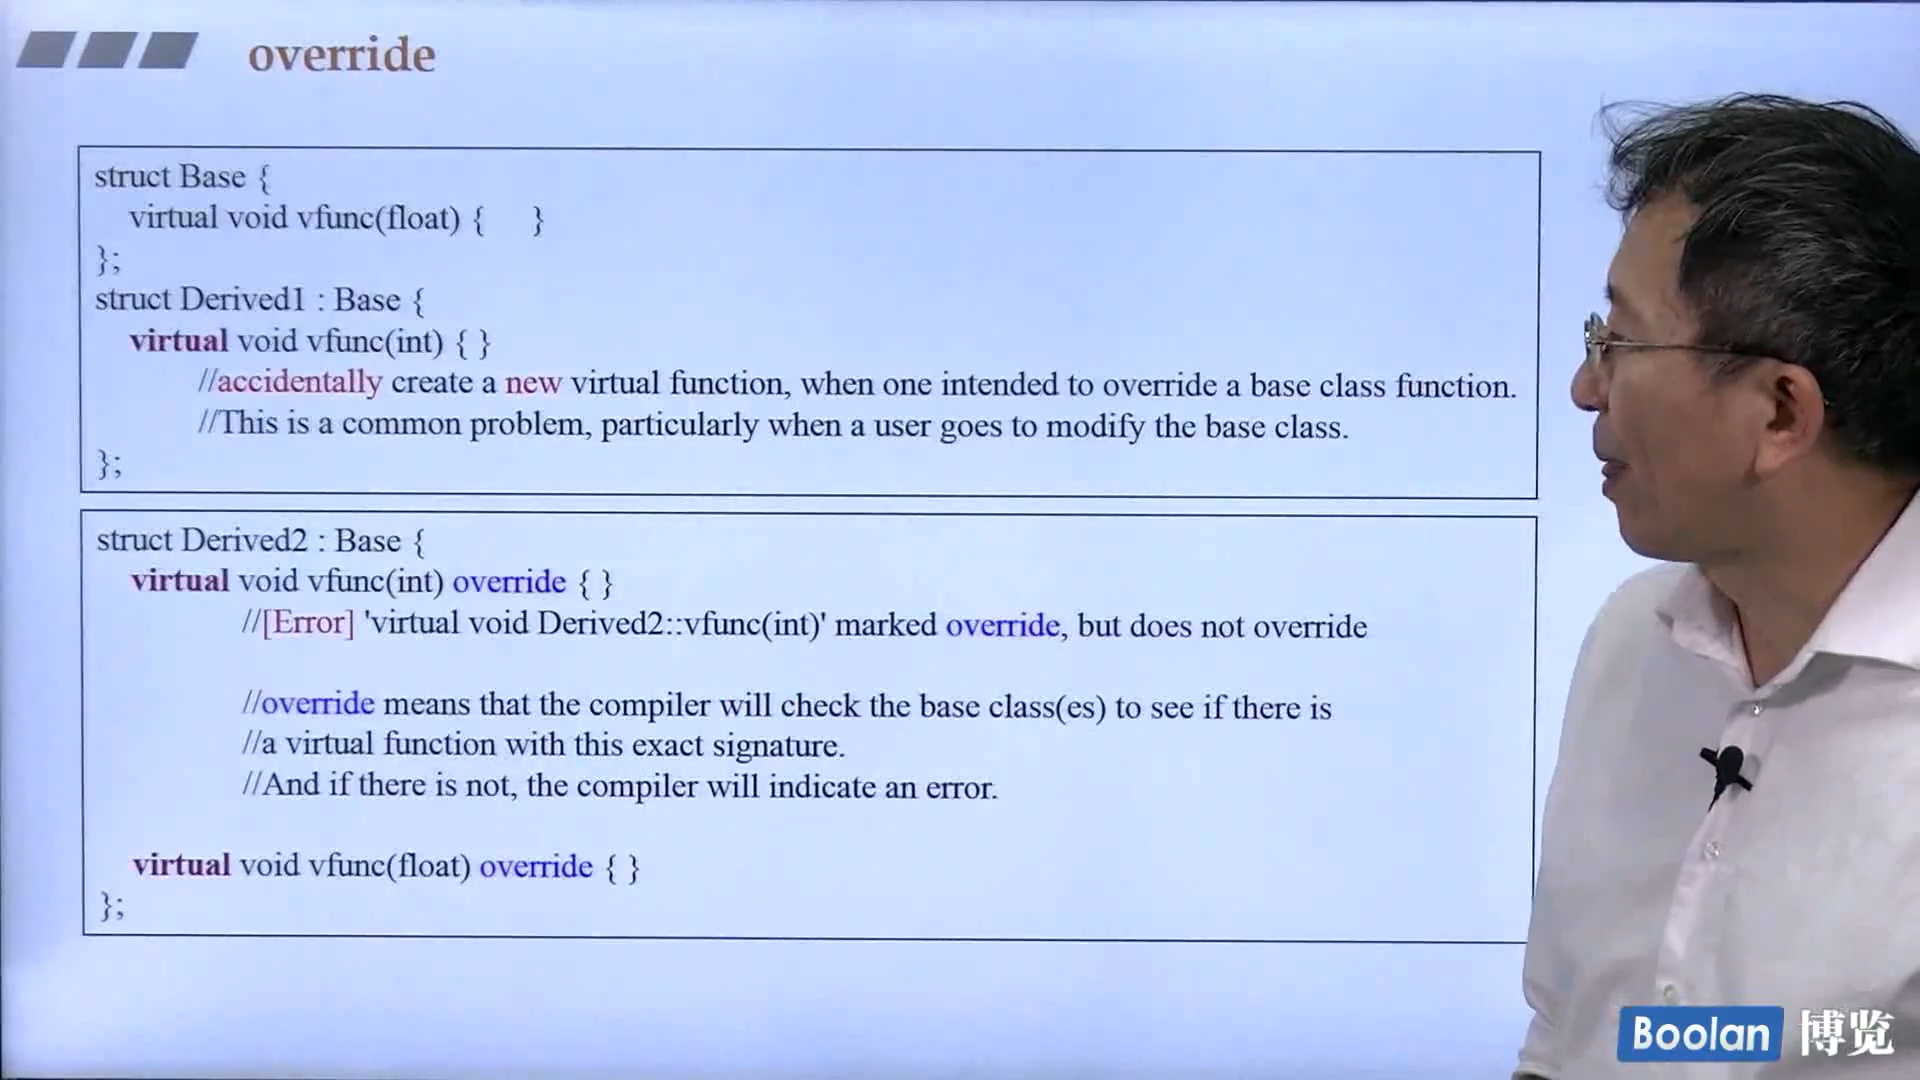 override
struct Base {
virtual void vfunc(float) { }
};
struct Derived1 : Base {
virtual void vfunc(int) { }
//accidentally create a new virtual function, when one intended to override a base class function.
//This is a common problem, particularly when a user goes to modify the base class.
};
struct Derived2 : Base {
virtual void vfunc(int) override { }
//[Error] 'virtual void Derived2::vfunc(int)' marked override, but does not override
//override means that the compiler will check the base class(es) to see if there is
//a virtual function with this exact signature.
//And if there is not, the compiler will indicate an error.
virtual void vfunc(float) override { }
};
Boolan 博览